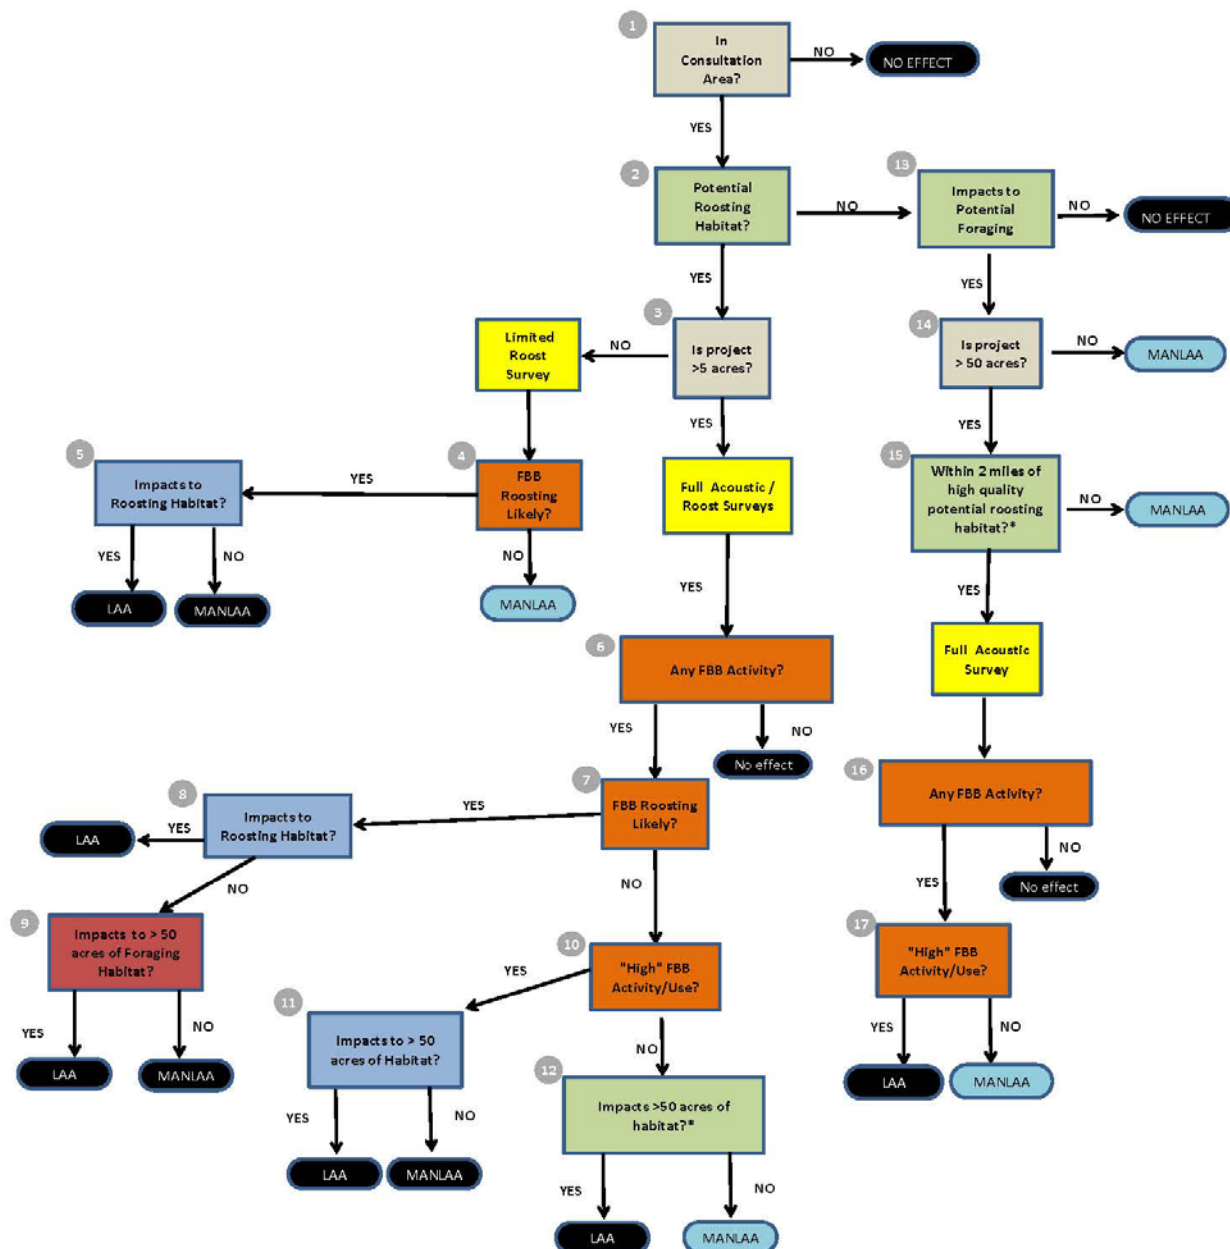 1
In
Consultation
Area?
NO
NO EFFECT
YES
2
Potential
Roosting
Habitat?
NO
13
Impacts to
Potential
Foraging
NO
NO EFFECT
YES
YES
3
Is project
>5 acres?
NO
Limited
Roost
Survey
14
Is project
> 50 acres?
NO
MANLAA
YES
YES
5
Impacts to
Roosting Habitat?
YES
4
FBB
Roosting
Likely?
Full Acoustic /
Roost Surveys
15
Within 2 miles of
high quality
potential roosting
habitat?*
NO
MANLAA
YES
NO
NO
LAA
MANLAA
MANLAA
YES
YES
6
Any FBB Activity?
Full Acoustic
Survey
YES
NO
No effect
16
Any FBB Activity?
8
Impacts to
Roosting Habitat?
YES
7
FBB Roosting
Likely?
YES
LAA
NO
NO
YES
NO
No effect
9
Impacts to > 50
acres of Foraging
Habitat?
10
"High" FBB
Activity/Use?
17
"High" FBB
Activity/Use?
YES
11
Impacts to > 50
acres of Habitat?
YES
NO
LAA
MANLAA
NO
YES
NO
LAA
MANLAA
12
Impacts >50 acres of
habitat?*
YES
NO
LAA
MANLAA
YES
NO
LAA
MANLAA